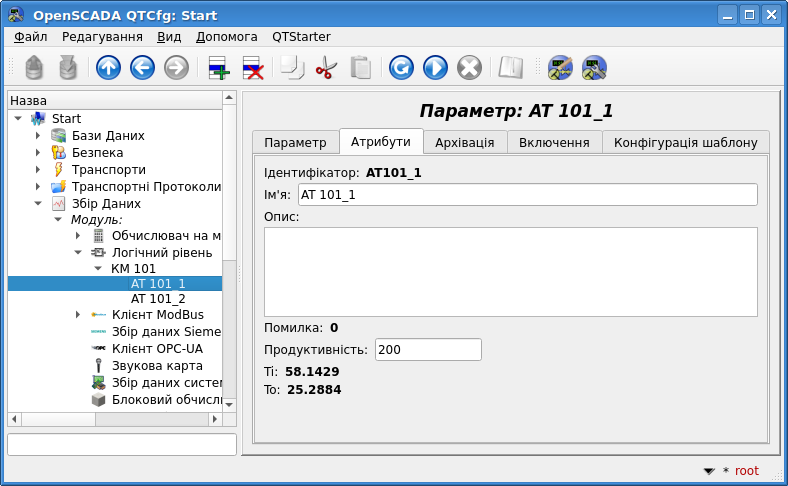 OpenSCADA QTCfg: Start
Файл Редагування Вид Допомога QTStarter
Назва
Start
Бази Даних
Безпека
Транспорти
Транспортні Протоколи
Збір Даних
Модуль:
Обчислювач на м
Логічний рівень
КМ 101
AT 101_1
AT 101_2
Клієнт ModBus
Збір даних Sieme
Клієнт OPC-UA
Звукова карта
Збір даних систем
Блоковий обчисл
Параметр: AT 101_1
Параметр Атрибути Архівація Включення Конфігурація шаблону
Ідентифікатор: AT101_1
Ім'я: AT 101_1
Опис:
Помилка: 0
Продуктивність: 200
Ti: 58.1429
To: 25.2884
* root